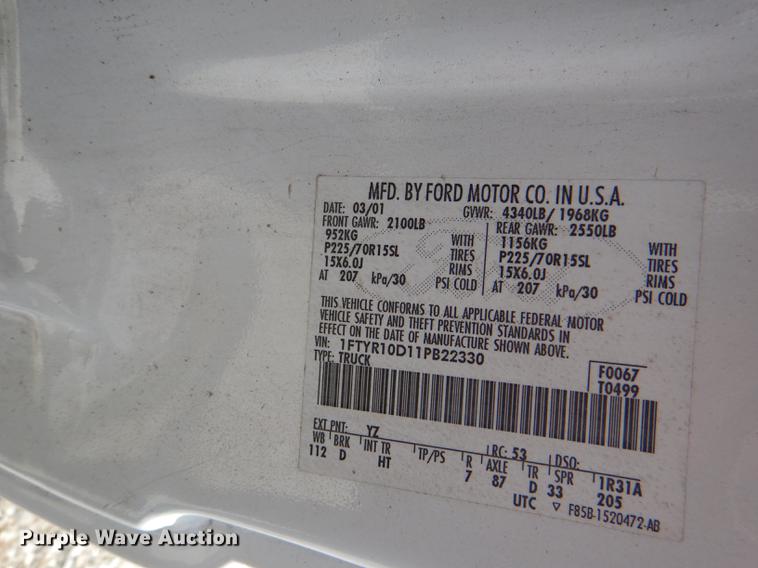 MFD. BY FORD MOTOR CO. IN U.S.A.
DATE: 03/01 GVWR: 4340LB/ 1968KG
FRONT GAWR: 2100LB REAR GAWR: 2550LB
952KG WITH 1156KG WITH
P225/70R15SL TIRES P225/70R15SL TIRES
15X6.0J RIMS 15X6.0J RIMS
AT 207 kPa/30 PSI COLD AT 207 kPa/30 PSI COLD
THIS VEHICLE CONFORMS TO ALL APPLICABLE FEDERAL MOTOR
VEHICLE SAFETY AND THEFT PREVENTION STANDARDS IN
EFFECT ON THE DATE OF MANUFACTURE SHOWN ABOVE.
VIN: 1FTYR10D11PB22330
TYPE: TRUCK
F0067
T0499
EXT PNT: YZ RC: 53 DSO:
WB BRK INT TR TP/PS R AXLE TR SPR 1R31A
112 D HT 7 87 D 33 205
UTC ▽ F85B-1520472-AB
Purple Wave Auction